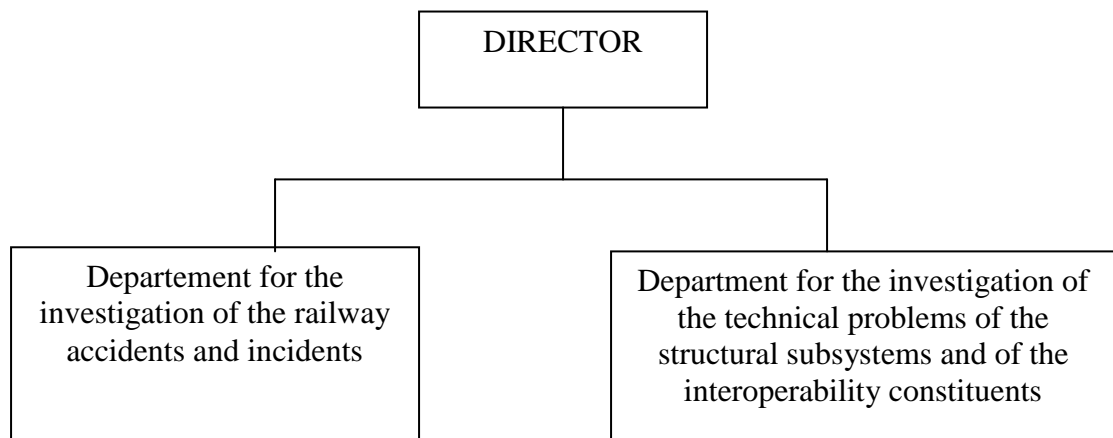 DIRECTOR
Departement for the
investigation of the railway
accidents and incidents
Department for the investigation of
the technical problems of the
structural subsystems and of the
interoperability constituents